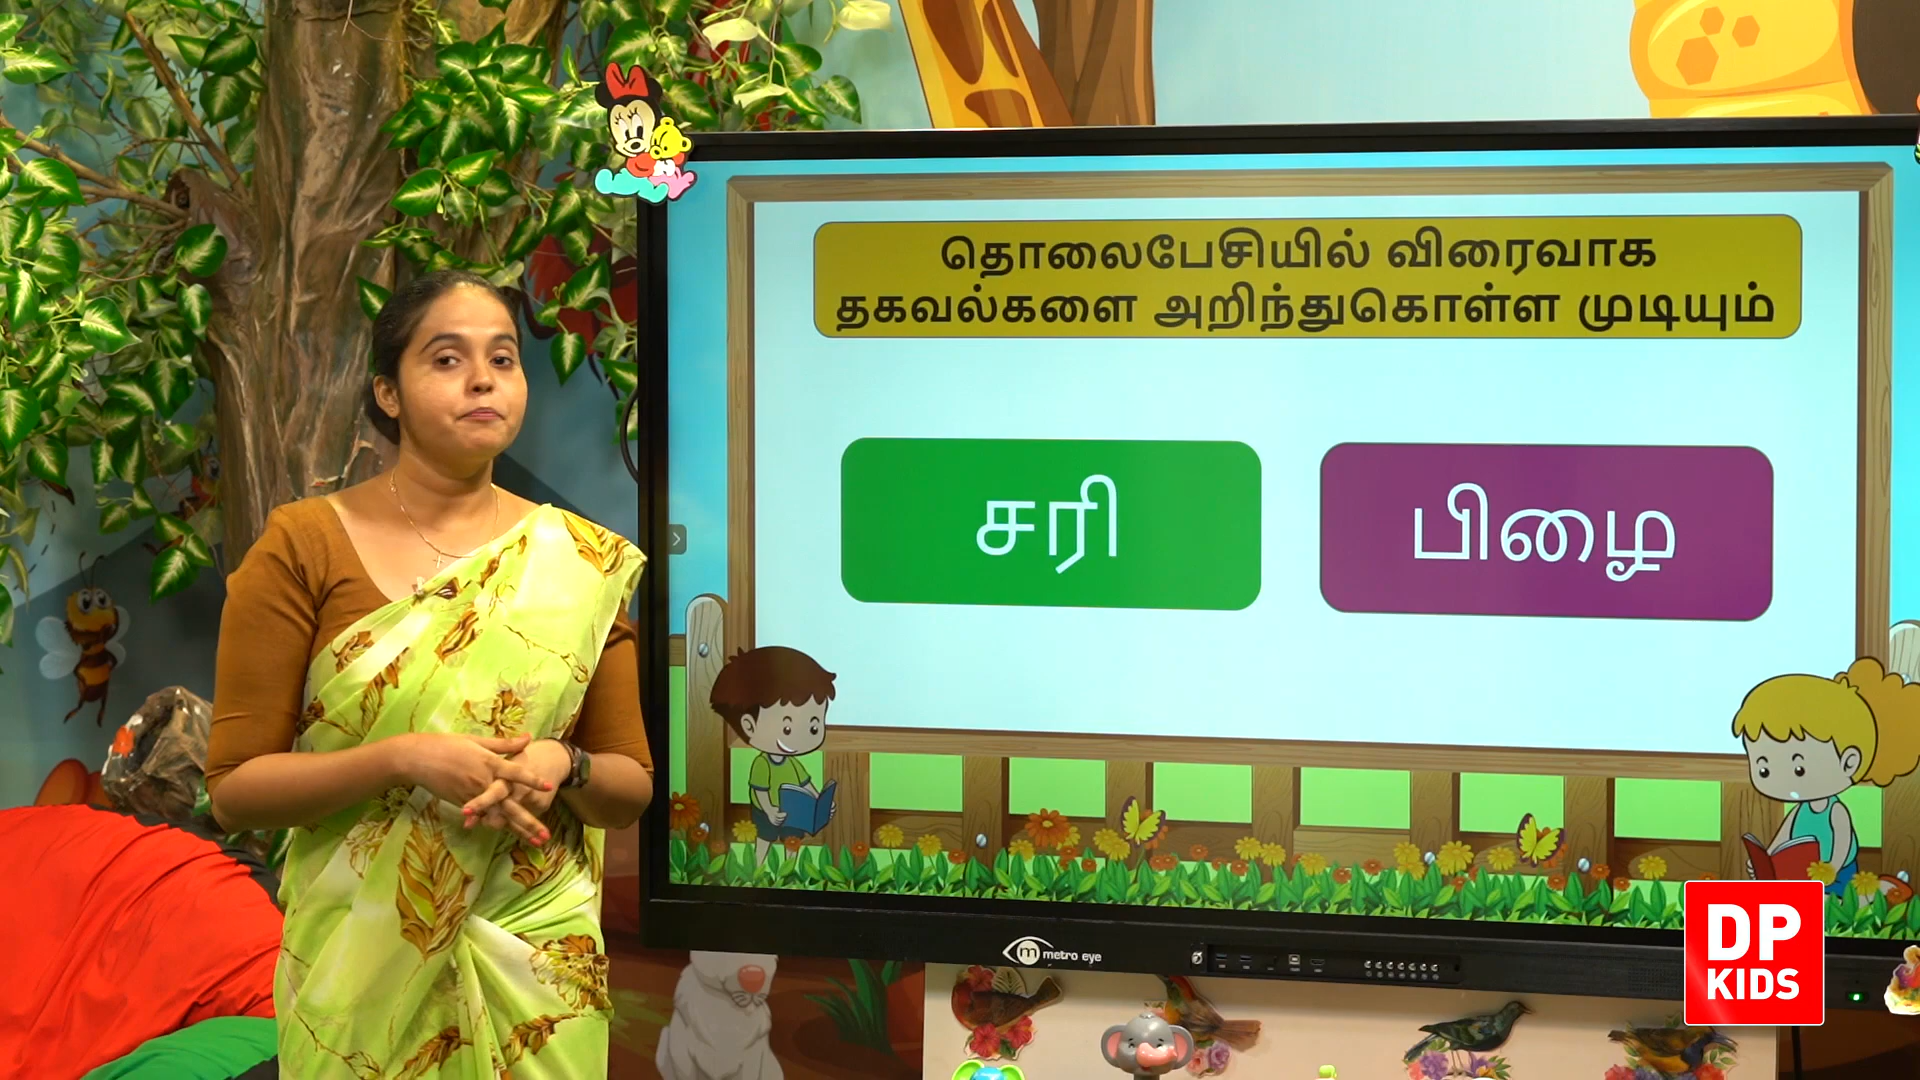 தொலைபேசியில் விரைவாக
தகவல்களை அறிந்துகொள்ள முடியும்
சரி
பிழை
metro eye
DP
KIDS